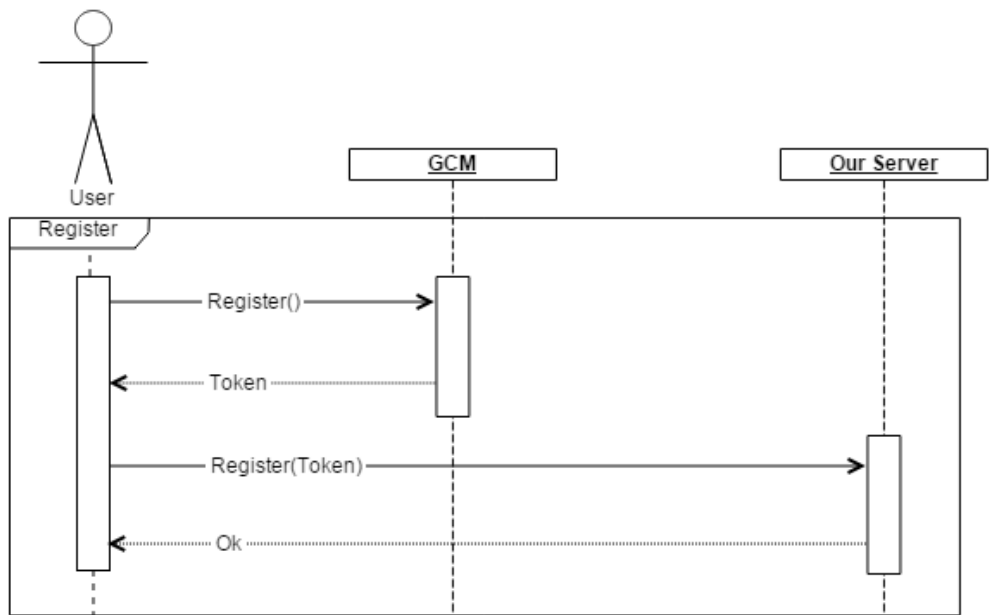 GCM
Our Server
User
Register
Register()
Token
Register(Token)
Ok